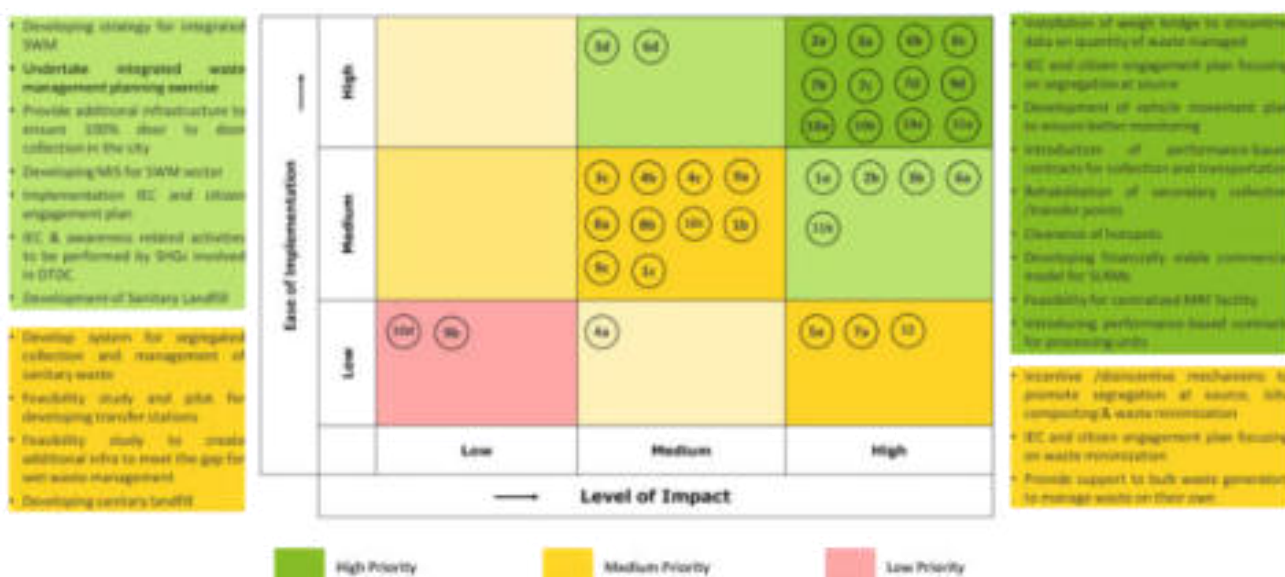 • Developing strategy for integrated
SWM
• Undertake integrated waste
management planning exercise
• Provide additional infrastructure to
ensure 100% door to door
collection in the city
• Developing MIS for SWM sector
• Implementation IEC and citizen
engagement plan
• IEC & awareness related activities
to be performed by SHGs involved
in DTDC
• Development of Sanitary Landfill
• Develop system for segregated
collection and management of
sanitary waste
• Feasibility study and pilot for
developing transfer stations
• Feasibility study to create
additional infra to meet the gap for
wet waste management
• Developing sanitary landfill
Ease of Implementation
High
Medium
Low
3d 6d
7b 7c 7d 9d
10a 10b 11a
4b 4c
8a 8b 10c 1b
9c 1c
1a 2b 3b 6a
11b
10d 9b
4a
5a 7a 12
Low Medium High
Level of Impact
• Installation of weigh bridge to streamline
data on quantity of waste managed
• IEC and citizen engagement plan focusing
on segregation at source
• Development of vehicle movement plan
to ensure better monitoring
• Introduction of performance-based
contracts for collection and transportation
• Rehabilitation of secondary collection
/transfer points
• Clearance of hotspots
• Developing financially viable commercial
model for
• Feasibility for centralized MRF facility
• Introducing performance-based contract
for processing units
• Incentive /disincentive mechanisms to
promote segregation at source,
composting & waste minimization
• IEC and citizen engagement plan focusing
on waste minimization
• Provide support to bulk waste generators
to manage waste on their own
High Priority
Medium Priority
Low Priority